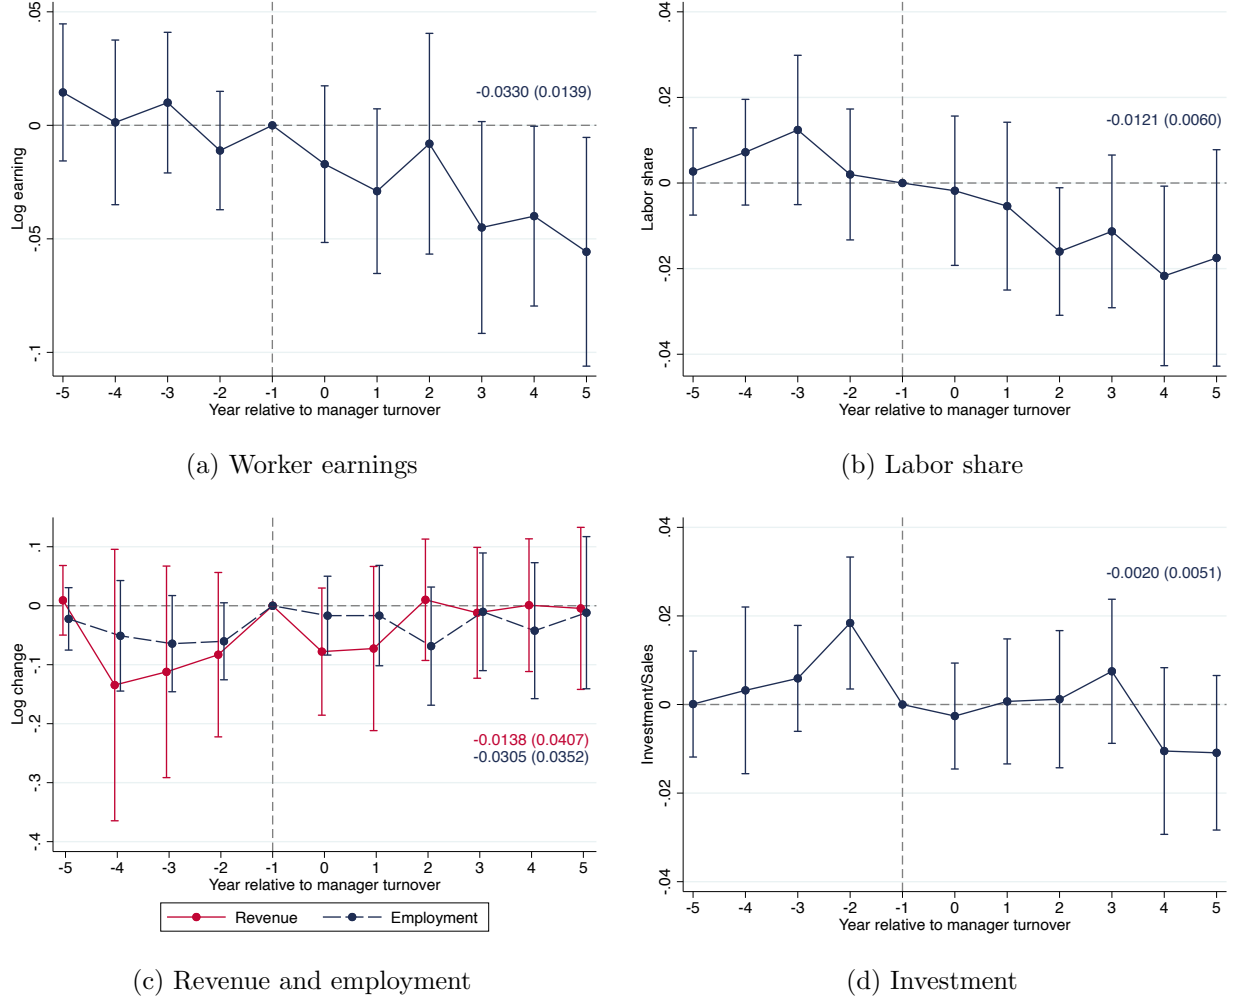 .05
0
-.05
-.1
Log earning
-0.0330 (0.0139)
-5 -4 -3 -2 -1 0 1 2 3 4 5
Year relative to manager turnover
(a) Worker earnings
.04
.02
0
-.02
-.04
Labor share
-0.0121 (0.0060)
-5 -4 -3 -2 -1 0 1 2 3 4 5
Year relative to manager turnover
(b) Labor share
.1
0
-.1
-.2
-.3
-.4
Log change
-0.0138 (0.0407)
-0.0305 (0.0352)
-5 -4 -3 -2 -1 0 1 2 3 4 5
Year relative to manager turnover
Revenue Employment
(c) Revenue and employment
.04
.02
0
-.02
-.04
Investment/Sales
-0.0020 (0.0051)
-5 -4 -3 -2 -1 0 1 2 3 4 5
Year relative to manager turnover
(d) Investment